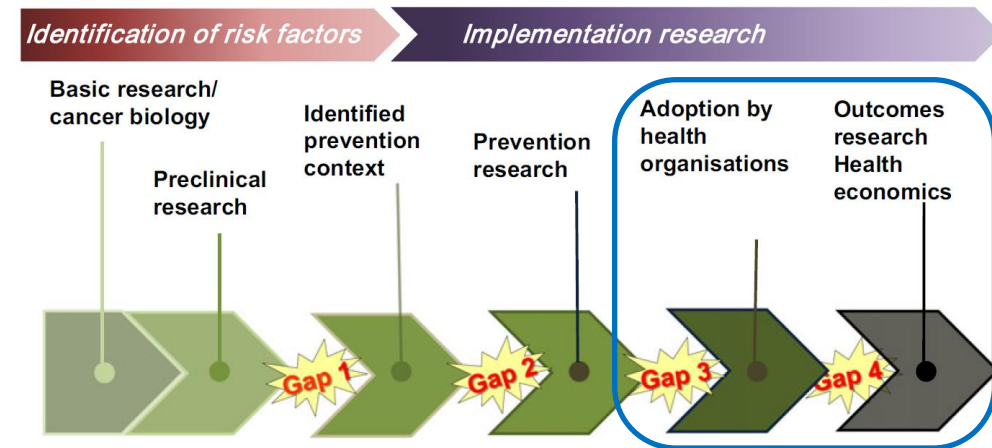 Identification of risk factors
Implementation research
Basic research/
cancer biology
Preclinical
research
Identified
prevention
context
Prevention
research
Adoption by
health
organisations
Outcomes
research
Health
economics
Gap 1
Gap 2
Gap 3
Gap 4